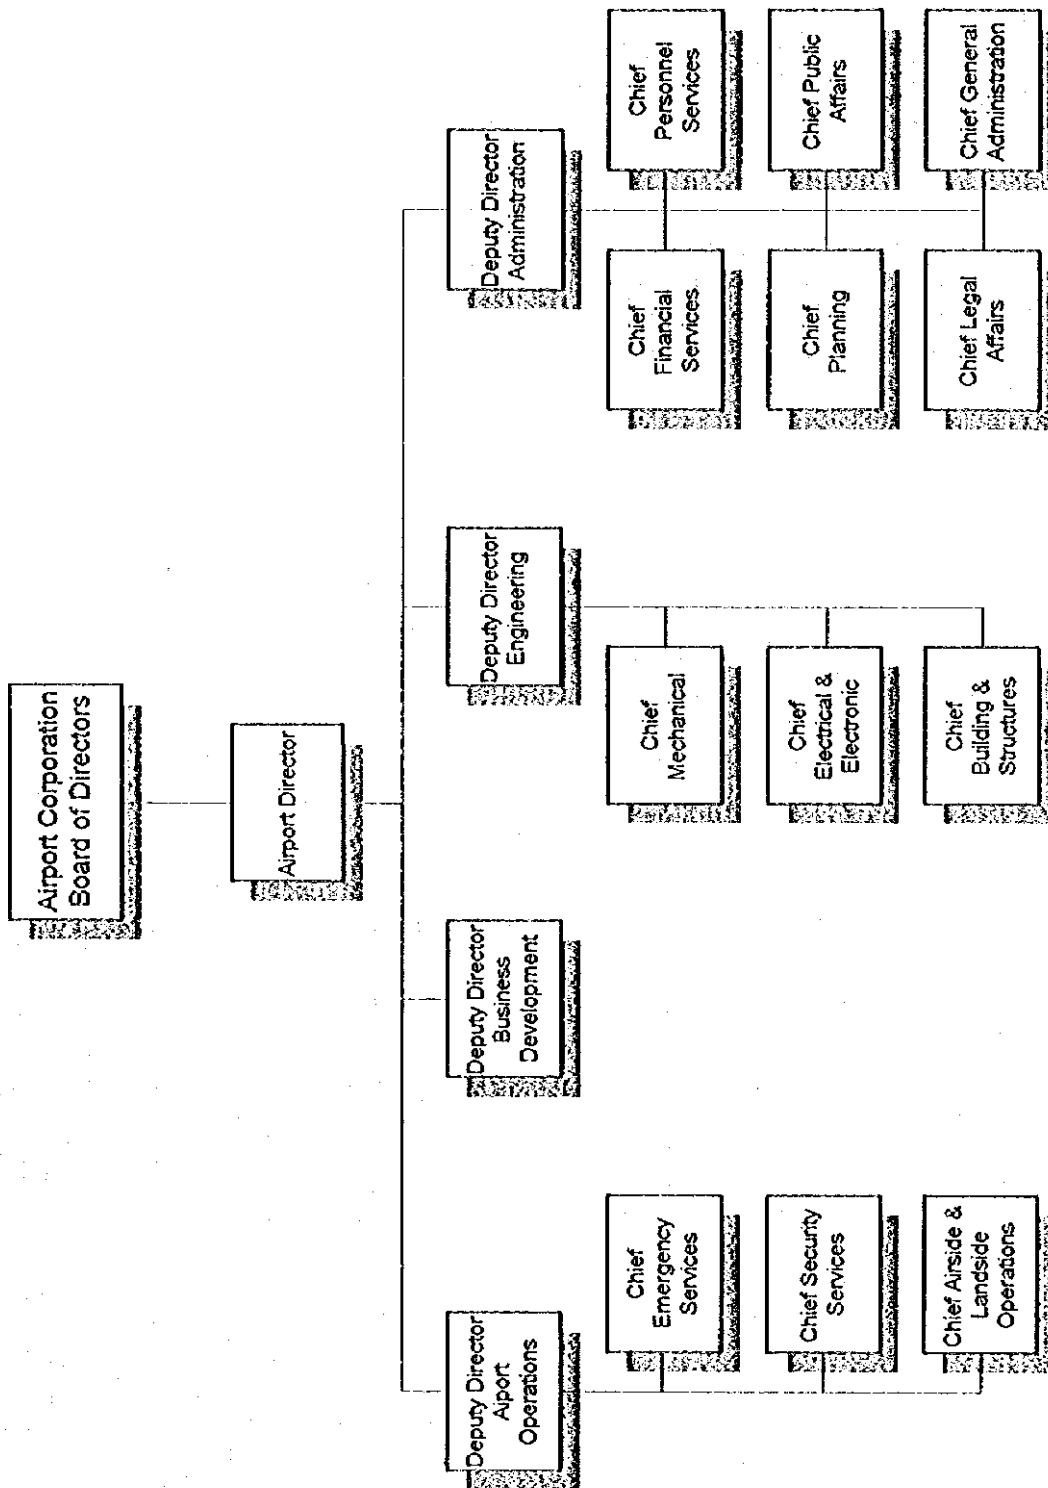 Airport Corporation
Board of Directors
Airport Director
Deputy Director
Aiport
Operations
Deputy Director
Business
Development
Deputy Director
Engineering
Deputy Director
Administration
Chief
Emergency
Services
Chief Security
Services
Chief Airside &
Landside
Operations
Chief
Mechanical
Chief
Electrical &
Electronic
Chief
Building &
Structures
Chief
Financial
Services
Chief
Personnel
Services
Chief
Planning
Chief Public
Affairs
Chief Legal
Affairs
Chief General
Administration